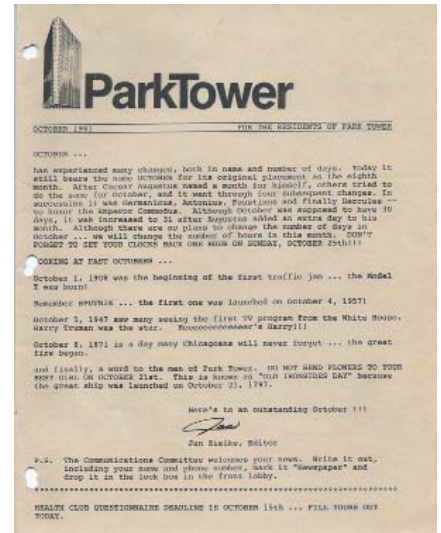 ParkTower
OCTOBER 1981 FOR THE RESIDENTS OF PARK TOWER
OCTOBER ...
has experienced many changes, both in name and number of days. Today it
still bears the name OCTOBER for its original placement as the eighth
month. After Caesar Augustus named a month for himself, others tried to
do the same for October, and it went through four subsequent changes. In
succession it was Germanicus, Antonius, Faustinus and finally Hercules --
to honor the Emperor Commodus. Although October was supposed to have 30
days, it was increased to 31 after Augustus added an extra day to his
month. Although there are no plans to change the number of days in
October ... we will change the number of hours in this month. DON'T
FORGET TO SET YOUR CLOCKS BACK ONE HOUR ON SUNDAY, OCTOBER 25th!!!
LOOKING AT PAST OCTOBERS ...
October 1, 1908 was the beginning of the first traffic jam ... the Model
T was born!
Remember SPUTNIK ... the first one was launched on October 4, 1957!
October 5, 1947 saw many seeing the first TV program from the White House.
Harry Truman was the star. Harry!!!
October 8, 1871 is a day many Chicagoans will never forget ... the great
fire began.
and finally, a word to the men of Park Tower. DO NOT SEND FLOWERS TO YOUR
BEST GIRL ON OCTOBER 21st. This is known as "OLD IRONSIDES DAY" because
the great ship was launched on October 21, 1797.
Here's to an outstanding October !!!
Jan
Jan Editor
P.S. The Communications Committee welcomes your news. Write it out,
including your name and phone number, mark it "Newspaper" and
drop it in the lock box in the front lobby.
HEALTH CLUB QUESTIONNAIRE DEADLINE IS OCTOBER 15th ... FILL YOURS OUT
TODAY.